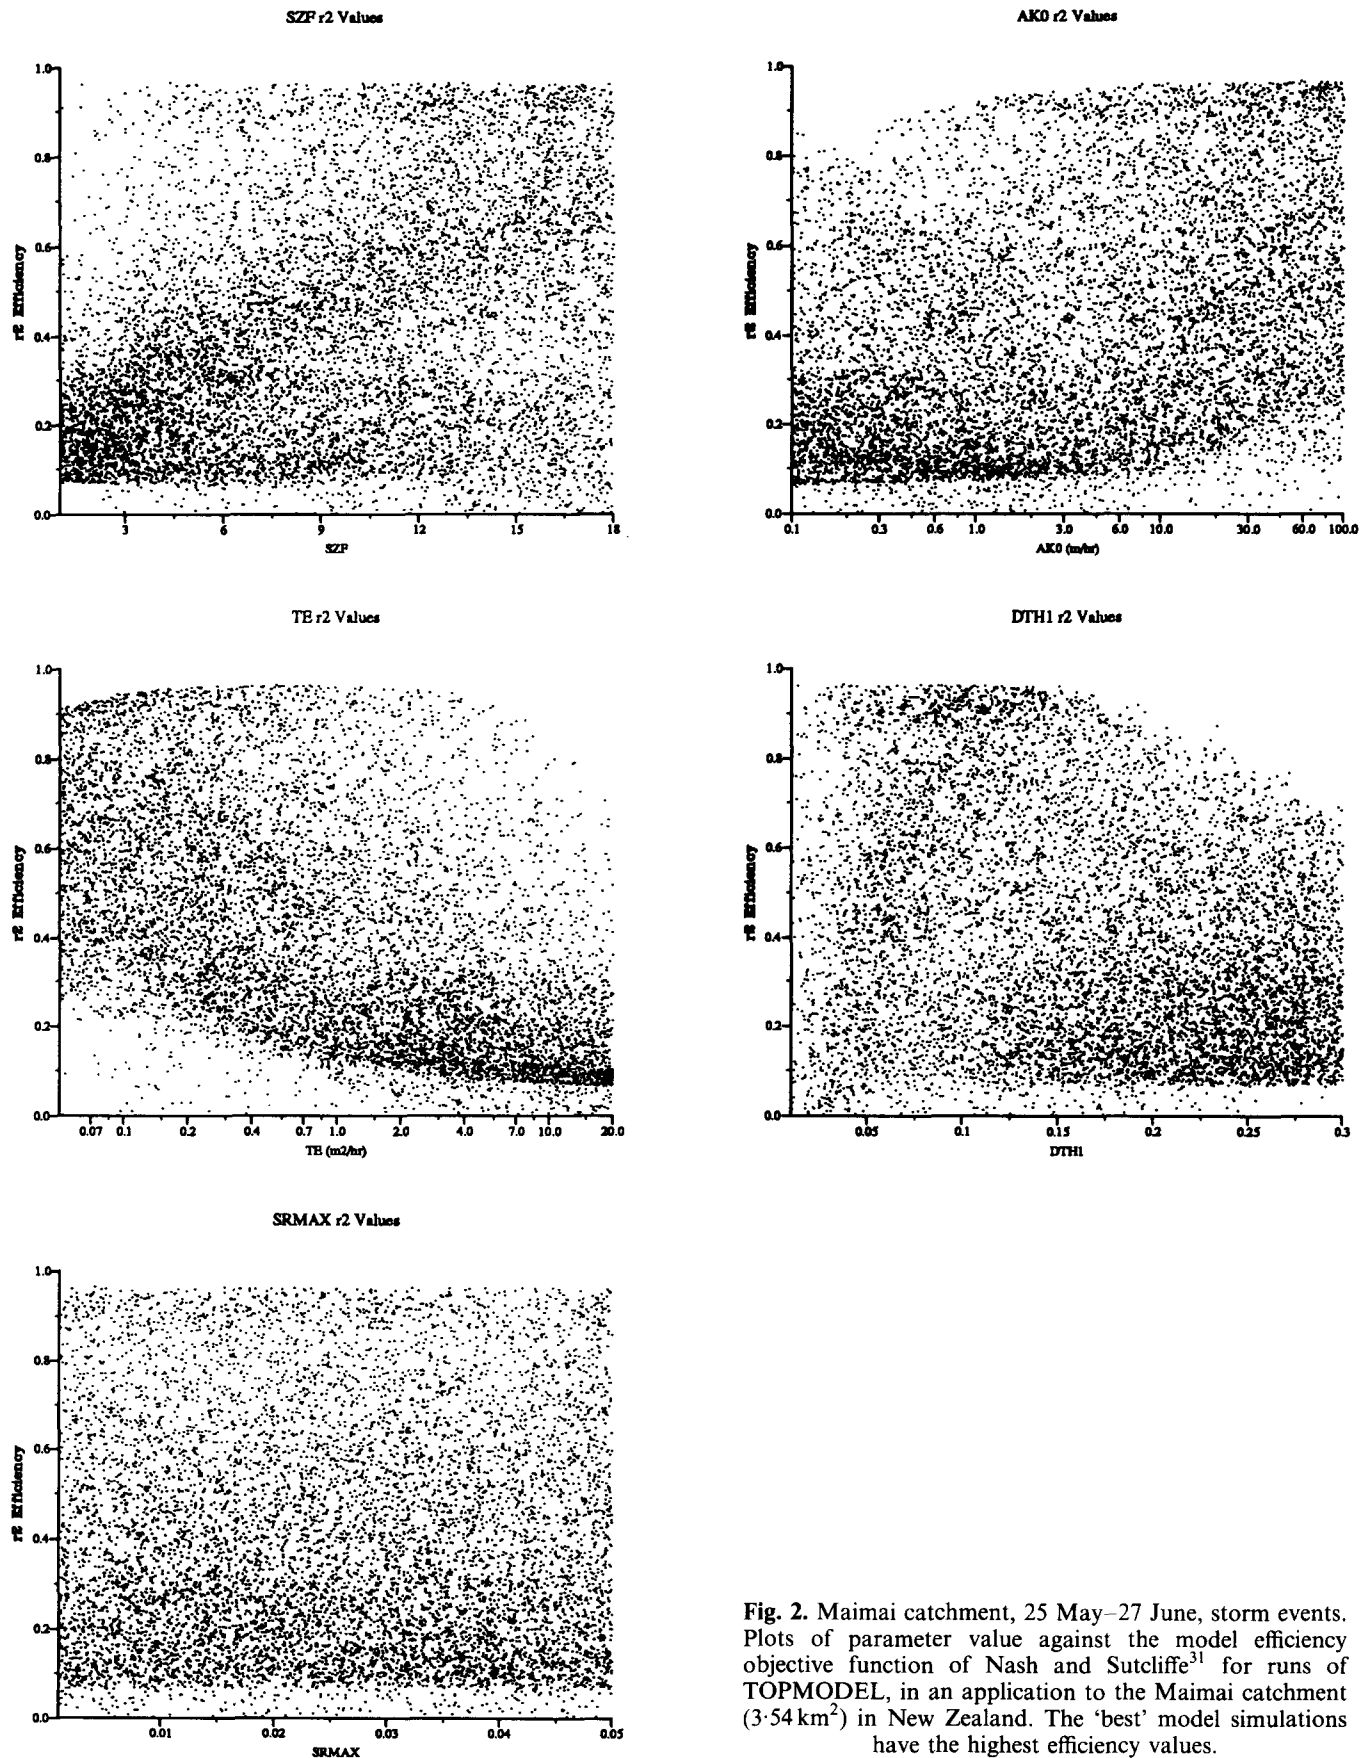 SZF r2 Values
1.0
0.8
0.6
0.4
0.2
0.0
r2 Efficiency
3 6 9 12 15 18
SZF
AK0 r2 Values
1.0
0.8
0.6
0.4
0.2
0.0
r2 Efficiency
0.1 0.3 0.6 1.0 3.0 6.0 10.0 30.0 60.0 100.0
AK0 (m/hr)
TE r2 Values
1.0
0.8
0.6
0.4
0.2
0.0
r2 Efficiency
0.07 0.1 0.2 0.4 0.7 1.0 2.0 4.0 7.0 10.0 20.0
TE (m2/hr)
DTH1 r2 Values
1.0
0.8
0.6
0.4
0.2
0.0
r2 Efficiency
0.05 0.1 0.15 0.2 0.25 0.3
DTH1
SRMAX r2 Values
1.0
0.8
0.6
0.4
0.2
0.0
r2 Efficiency
0.01 0.02 0.03 0.04 0.05
SRMAX
Fig. 2. Maimai catchment, 25 May–27 June, storm events.
Plots of parameter value against the model efficiency
objective function of Nash and Sutcliffe³¹ for runs of
TOPMODEL, in an application to the Maimai catchment
(3·54 km²) in New Zealand. The ‘best’ model simulations
have the highest efficiency values.